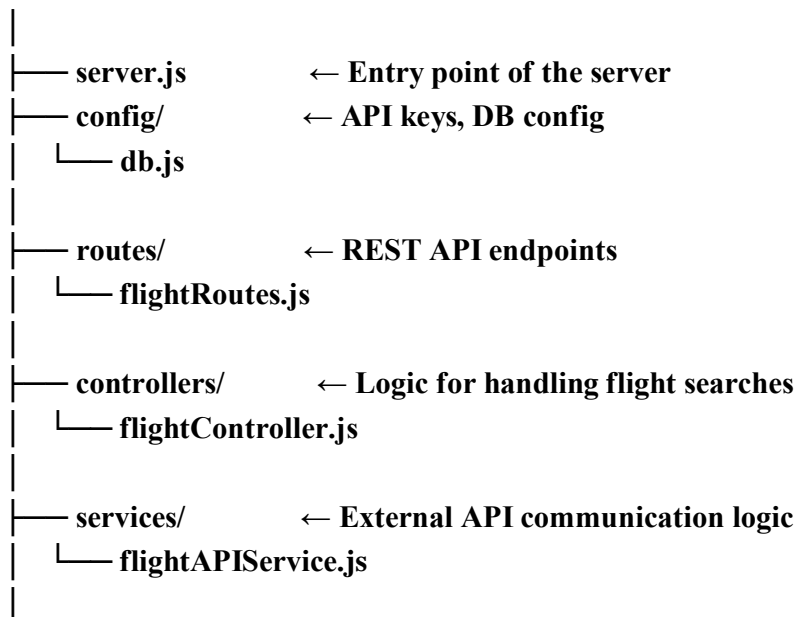 │
├── server.js ← Entry point of the server
├── config/ ← API keys, DB config
│ └── db.js
│
├── routes/ ← REST API endpoints
│ └── flightRoutes.js
│
├── controllers/ ← Logic for handling flight searches
│ └── flightController.js
│
├── services/ ← External API communication logic
│ └── flightAPIService.js
│